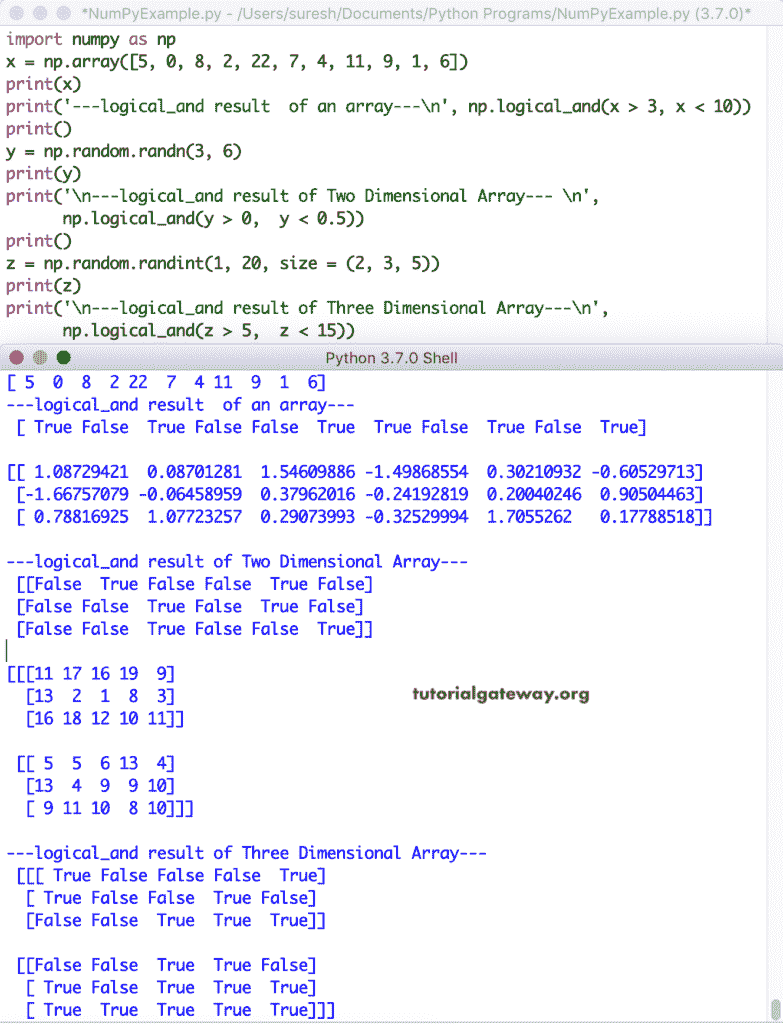 *NumPyExample.py - /Users/suresh/Documents/Python Programs/NumPyExample.py (3.7.0)*
import numpy as np
x = np.array([5, 0, 8, 2, 22, 7, 4, 11, 9, 1, 6])
print(x)
print('---logical_and result  of an array---\n', np.logical_and(x > 3, x < 10))
print()
y = np.random.randn(3, 6)
print(y)
print('\n---logical_and result of Two Dimensional Array--- \n',
      np.logical_and(y > 0,  y < 0.5))
print()
z = np.random.randint(1, 20, size = (2, 3, 5))
print(z)
print('\n---logical_and result of Three Dimensional Array---\n',
      np.logical_and(z > 5,  z < 15))
Python 3.7.0 Shell
[ 5  0  8  2 22  7  4 11  9  1  6]
---logical_and result  of an array---
 [ True False  True False False  True  True False  True False  True]
[[ 1.08729421  0.08701281  1.54609886 -1.49868554  0.30210932 -0.60529713]
 [-1.66757079 -0.06458959  0.37962016 -0.24192819  0.20040246  0.90504463]
 [ 0.78816925  1.07723257  0.29073993 -0.32529994  1.7055262   0.17788518]]
---logical_and result of Two Dimensional Array---
 [[False  True False False  True False]
 [False False  True False  True False]
 [False False  True False False  True]]
[[[11 17 16 19  9]
  [13  2  1  8  3]
  [16 18 12 10 11]]
tutorialgateway.org
 [[ 5  5  6 13  4]
  [13  4  9  9 10]
  [ 9 11 10  8 10]]]
---logical_and result of Three Dimensional Array---
 [[[ True False False False  True]
  [ True False False  True False]
  [False False  True  True  True]]
 [[False False  True  True False]
  [ True False  True  True  True]
  [ True  True  True  True  True]]]